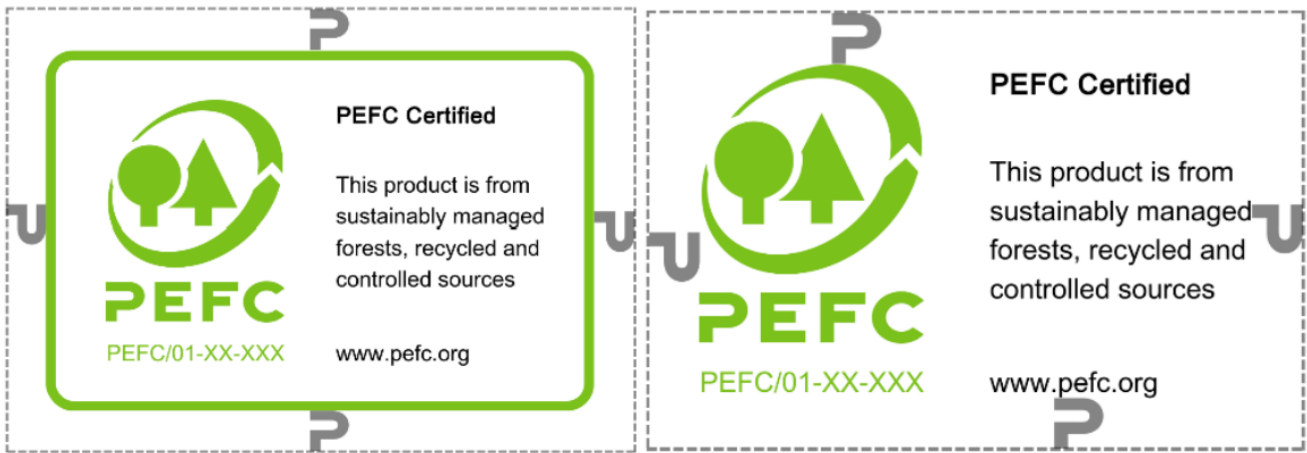 P
PEFC Certified
This product is from
sustainably managed
forests, recycled and
controlled sources
PEFC
PEFC/01-XX-XXX
www.pefc.org
P
P
P
P
PEFC Certified
This product is from
sustainably managed
forests, recycled and
controlled sources
PEFC
PEFC/01-XX-XXX
www.pefc.org
P
P
P